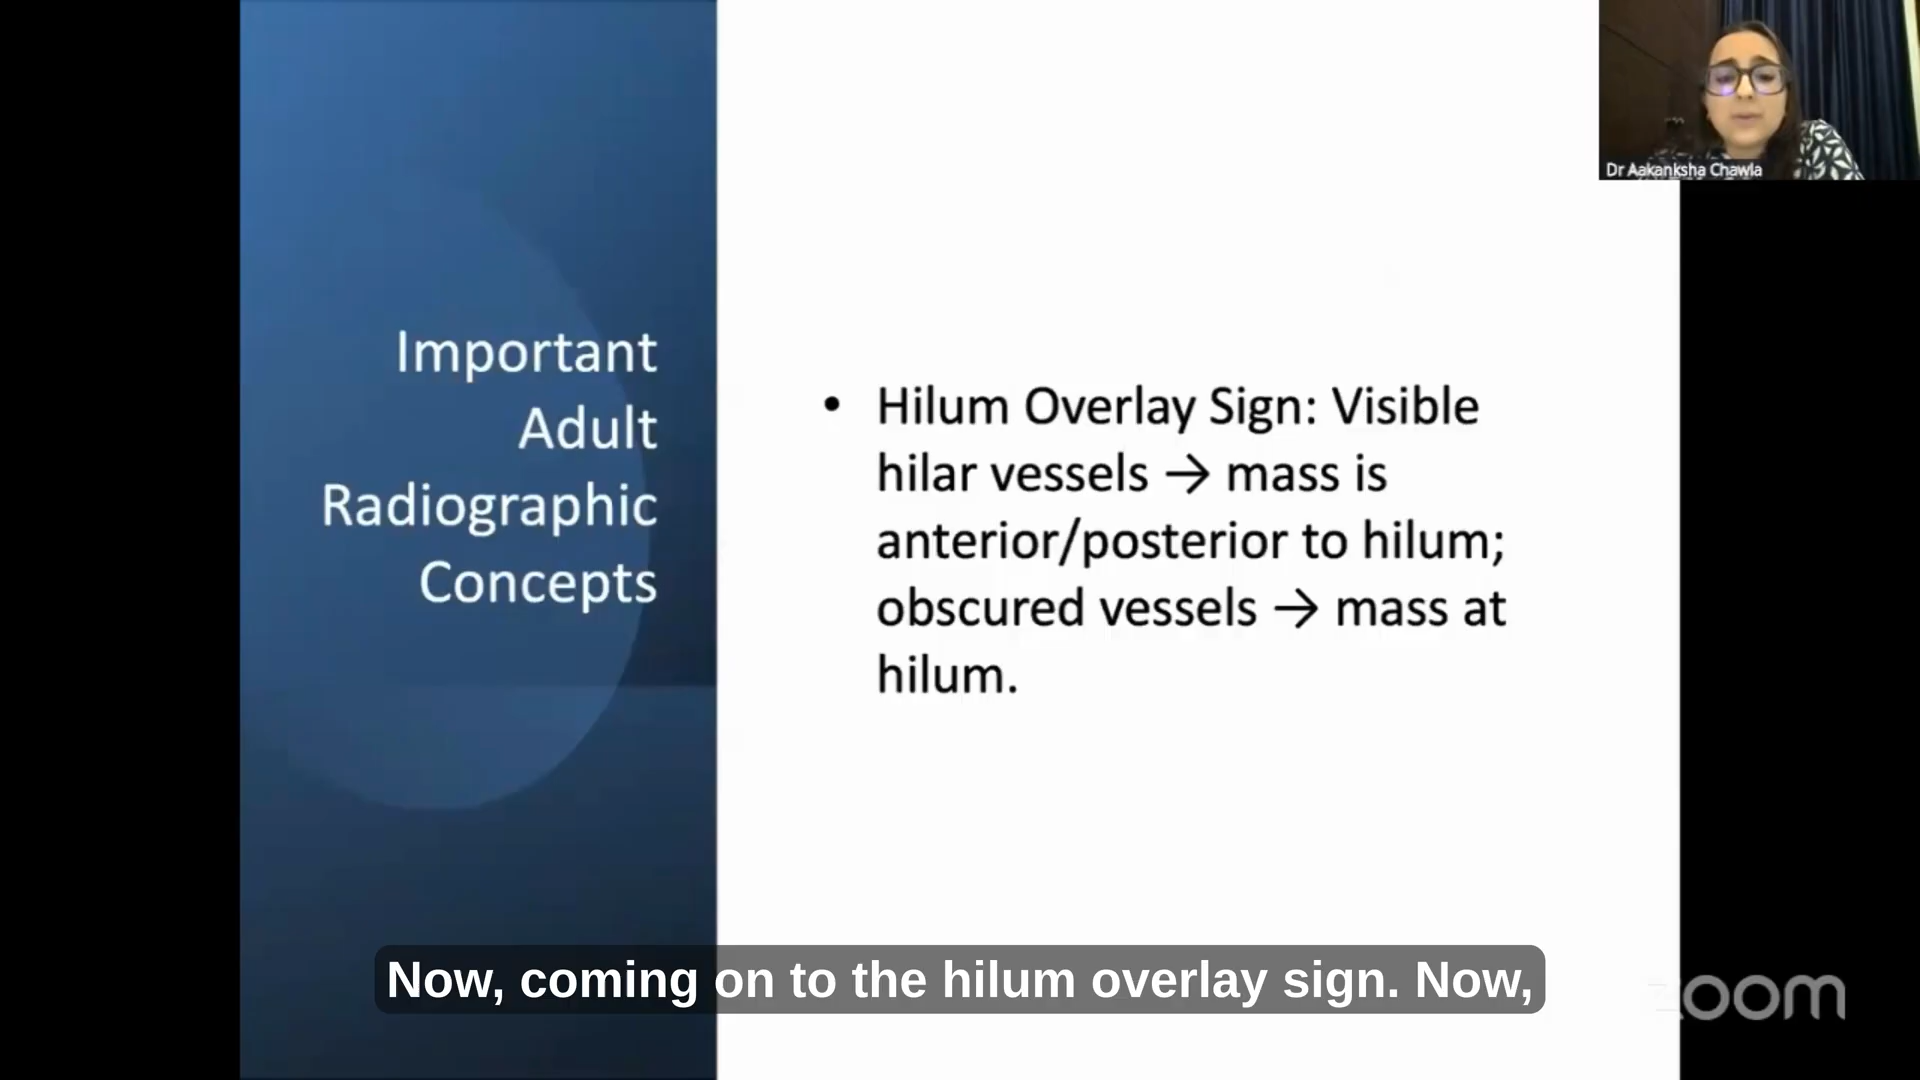 Important
Adult
Radiographic
Concepts
• Hilum Overlay Sign: Visible
hilar vessels → mass is
anterior/posterior to hilum;
obscured vessels → mass at
hilum.
Dr Aakanksha Chawla
Now, coming on to the hilum overlay sign. Now,
zoom